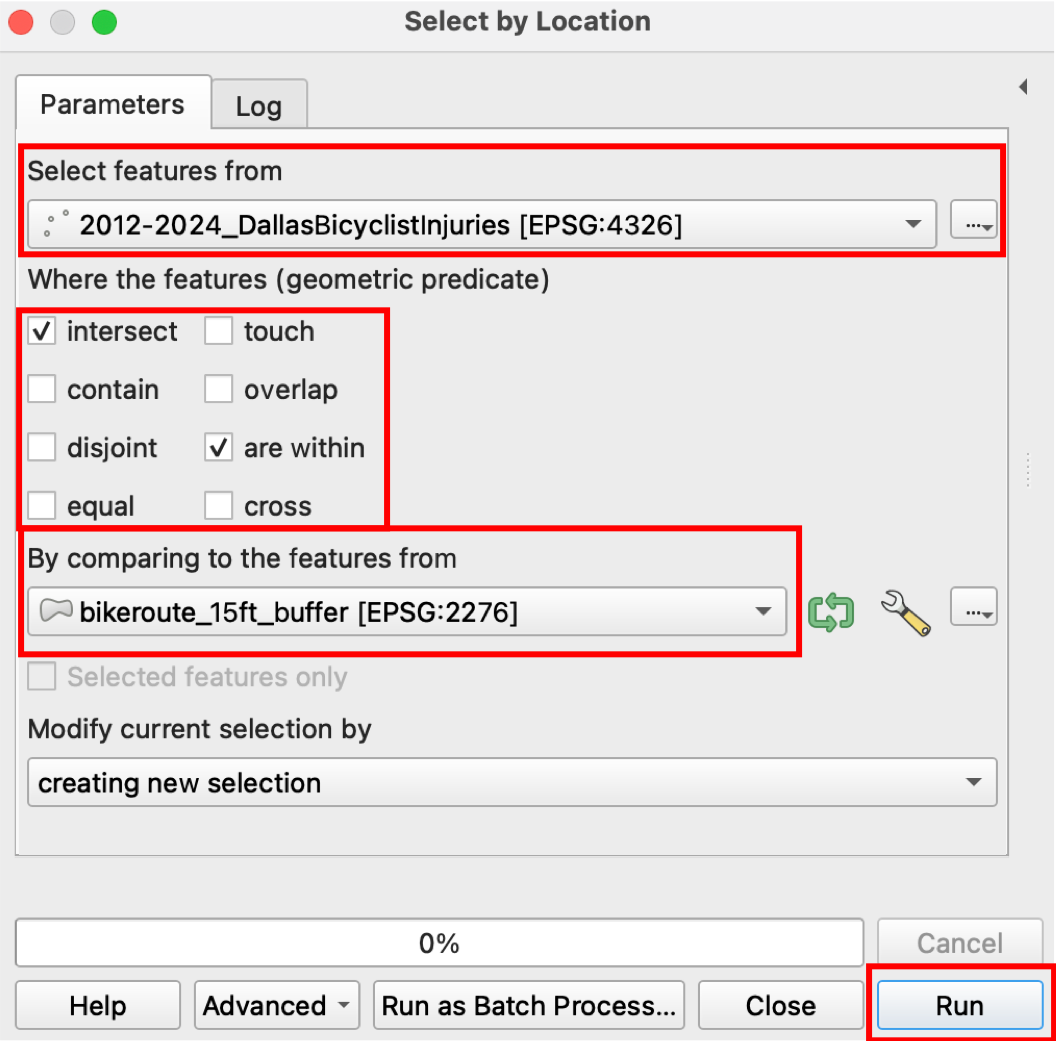 Select by Location
Parameters
Log
Select features from
2012-2024_DallasBicyclistInjuries [EPSG:4326]
...
Where the features (geometric predicate)
intersect touch
contain overlap
disjoint are within
equal cross
By comparing to the features from
bikeroute_15ft_buffer [EPSG:2276]
...
Selected features only
Modify current selection by
creating new selection
0%
Cancel
Help Advanced Run as Batch Process... Close Run